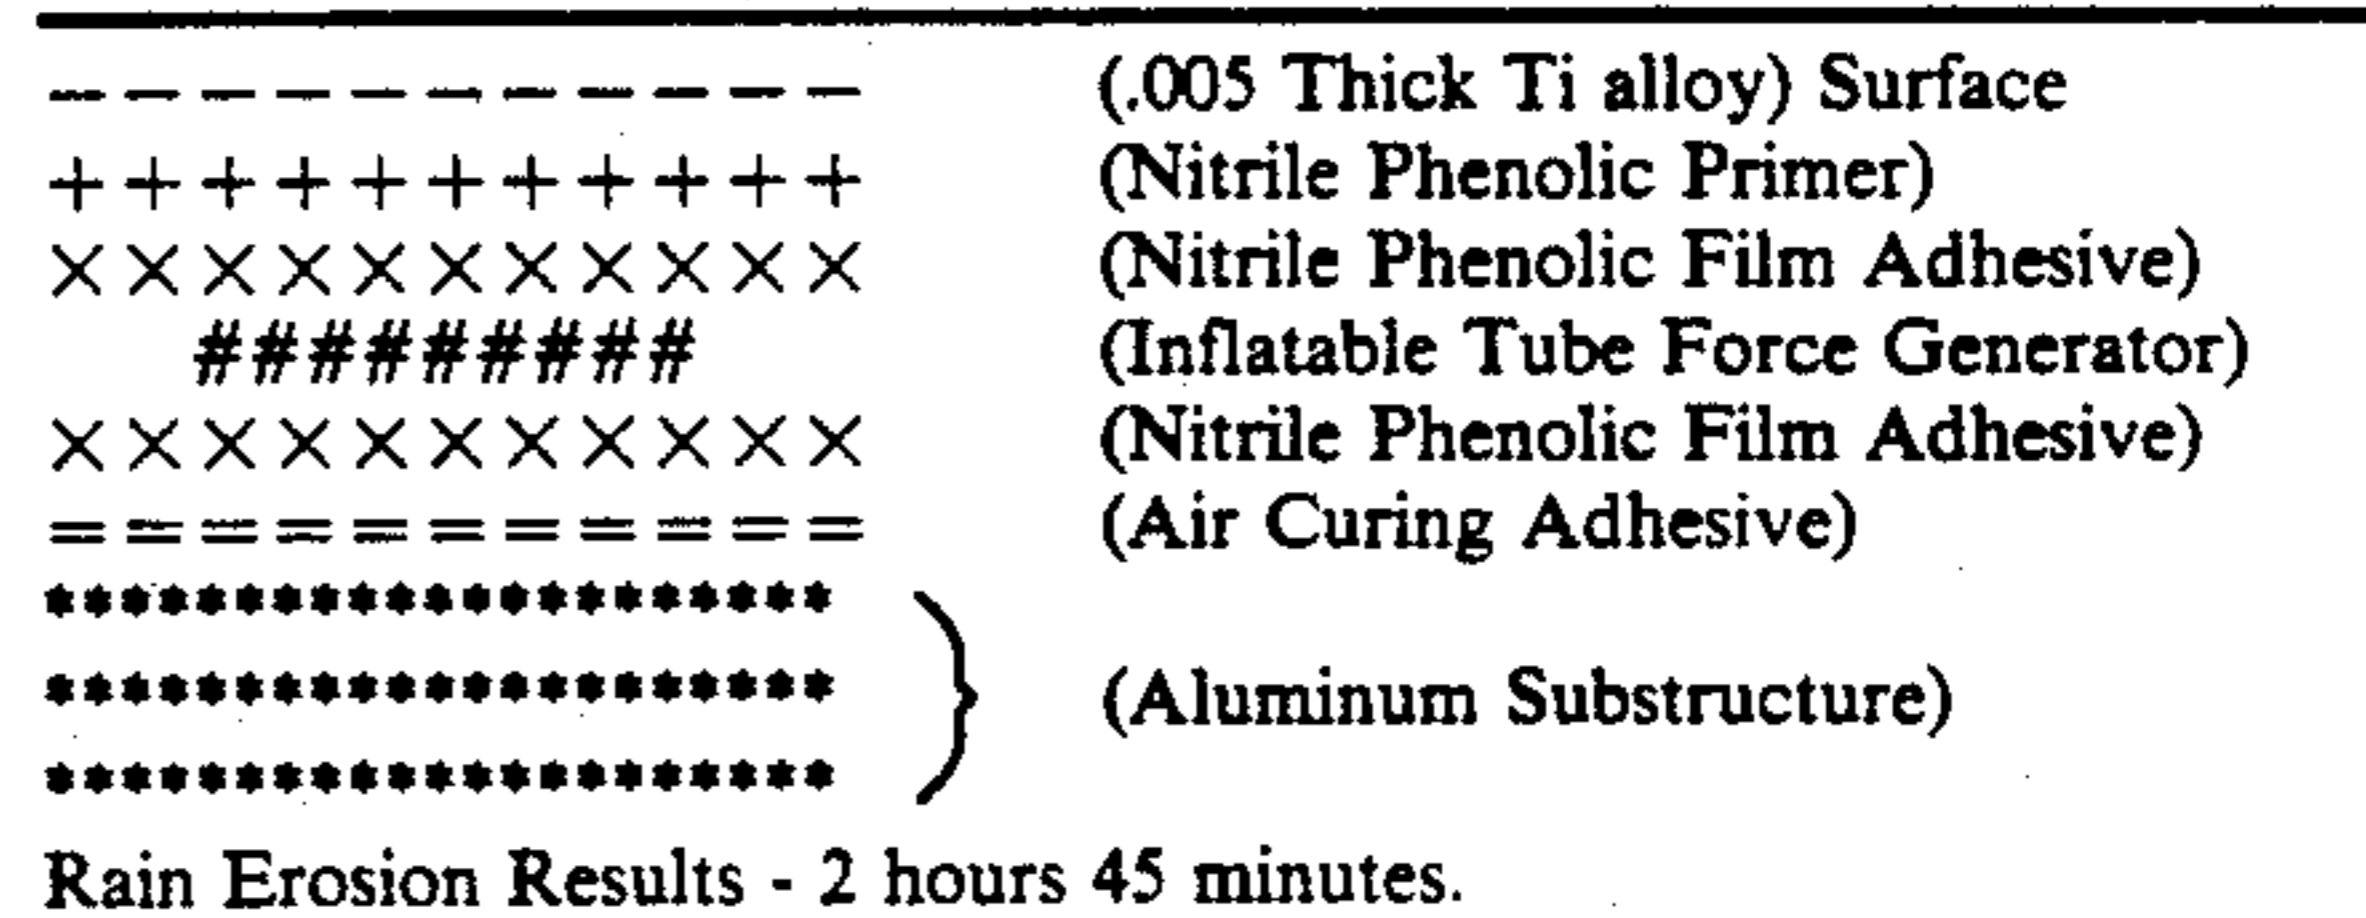 - - - - - - - - - - - (.005 Thick Ti alloy) Surface
+ + + + + + + + + + + (Nitrile Phenolic Primer)
× × × × × × × × × × × (Nitrile Phenolic Film Adhesive)
######### (Inflatable Tube Force Generator)
× × × × × × × × × × × (Nitrile Phenolic Film Adhesive)
= = = = = = = = = = = (Air Curing Adhesive)
*********************
********************* (Aluminum Substructure)
*********************
Rain Erosion Results - 2 hours 45 minutes.